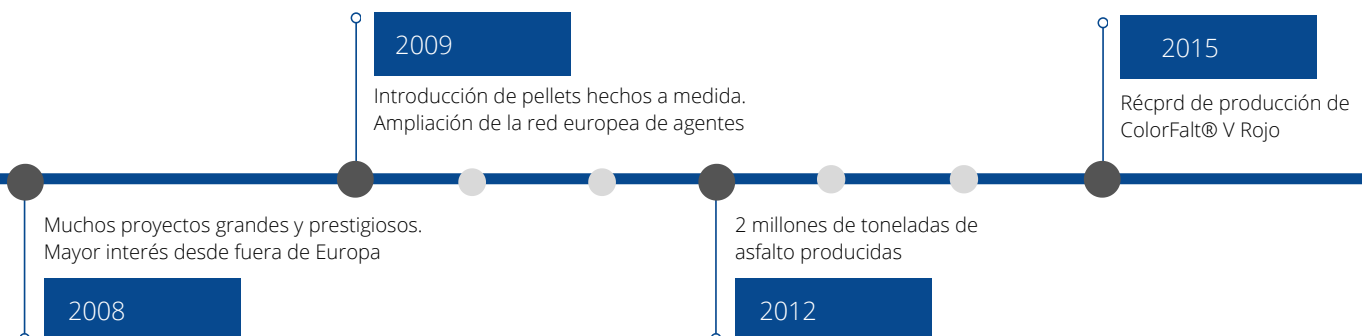 2009
Introducción de pellets hechos a medida.
Ampliación de la red europea de agentes
2015
Récprd de producción de
ColorFalt® V Rojo
Muchos proyectos grandes y prestigiosos.
Mayor interés desde fuera de Europa
2008
2 millones de toneladas de
asfalto producidas
2012